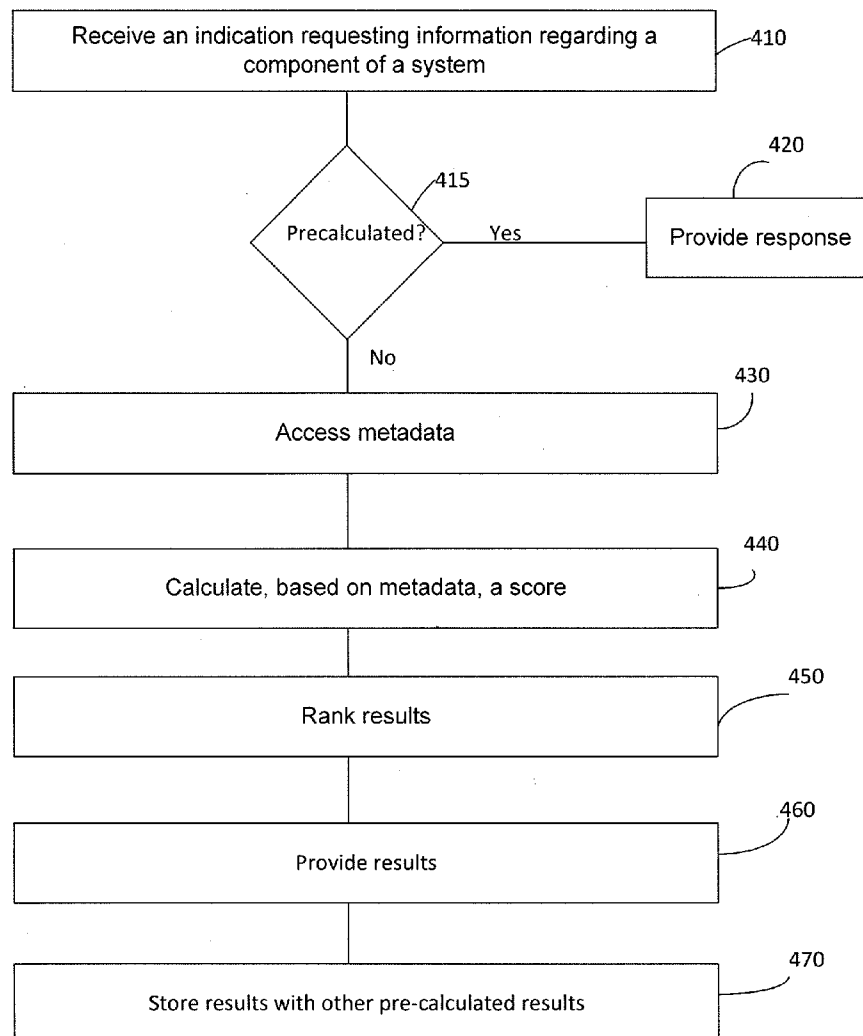 Receive an indication requesting information regarding a
component of a system
410
420
415
Precalculated?
Yes
Provide response
No
430
Access metadata
440
Calculate, based on metadata, a score
450
Rank results
460
Provide results
470
Store results with other pre-calculated results